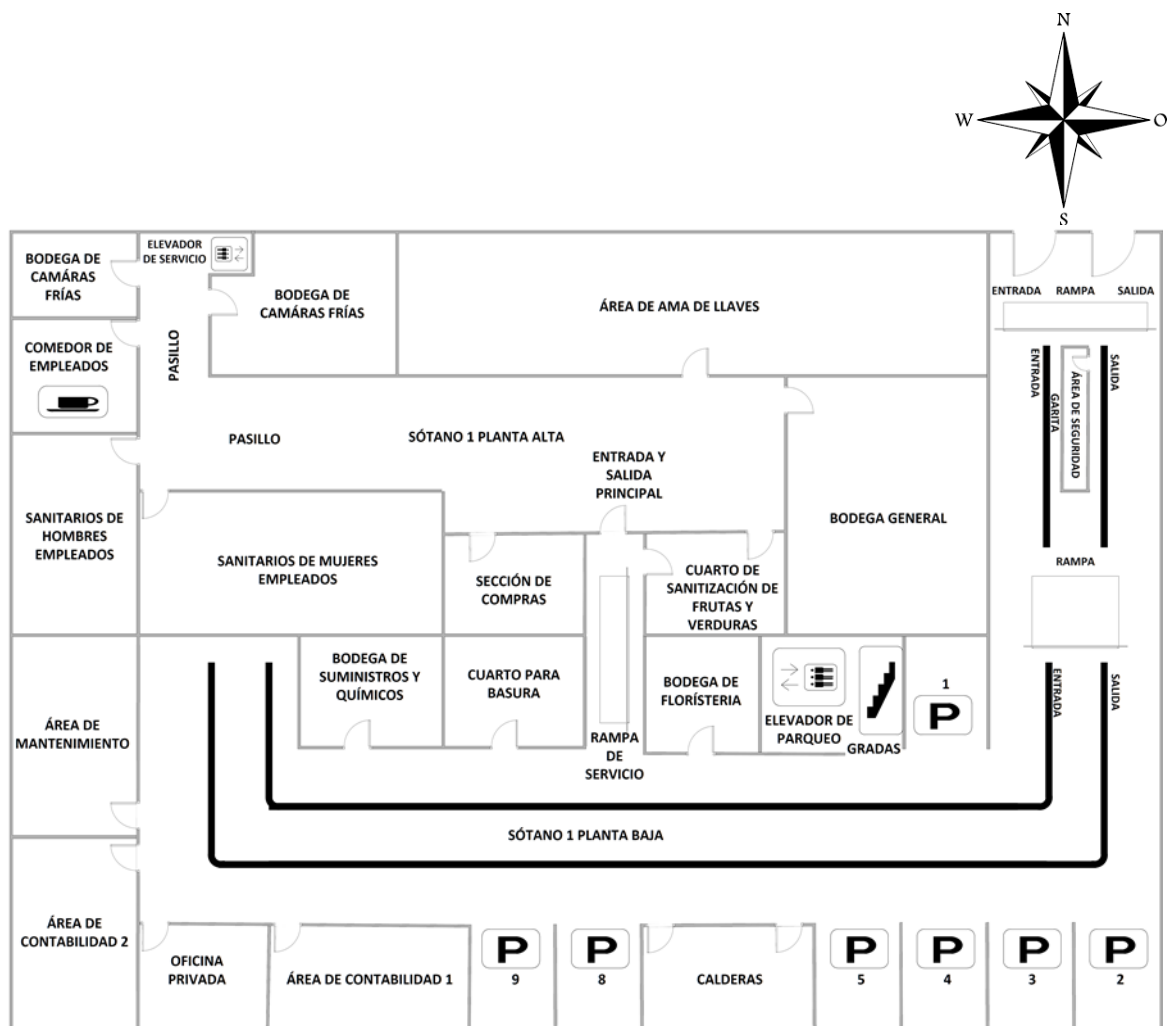 N
W
O
S
BODEGA DE
CAMÁRAS
FRÍAS
ELEVADOR
DE SERVICIO
BODEGA DE
CAMÁRAS FRÍAS
ÁREA DE AMA DE LLAVES
ENTRADA
RAMPA
SALIDA
COMEDOR DE
EMPLEADOS
PASILLO
ENTRADA
GARITA
ÁREA DE SEGURIDAD
SALIDA
PASILLO
SÓTANO 1 PLANTA ALTA
ENTRADA Y
SALIDA
PRINCIPAL
BODEGA GENERAL
SANITARIOS DE
HOMBRES
EMPLEADOS
SANITARIOS DE MUJERES
EMPLEADOS
SECCIÓN DE
COMPRAS
CUARTO DE
SANITIZACIÓN DE
FRUTAS Y
VERDURAS
RAMPA
ÁREA DE
MANTENIMIENTO
BODEGA DE
SUMINISTROS Y
QUÍMICOS
CUARTO PARA
BASURA
RAMPA
DE
SERVICIO
BODEGA DE
FLORÍSTERIA
ELEVADOR DE
PARQUEO
GRADAS
1
P
ENTRADA
SALIDA
SÓTANO 1 PLANTA BAJA
ÁREA DE
CONTABILIDAD 2
OFICINA
PRIVADA
ÁREA DE CONTABILIDAD 1
P
9
P
8
CALDERAS
P
5
P
4
P
3
P
2